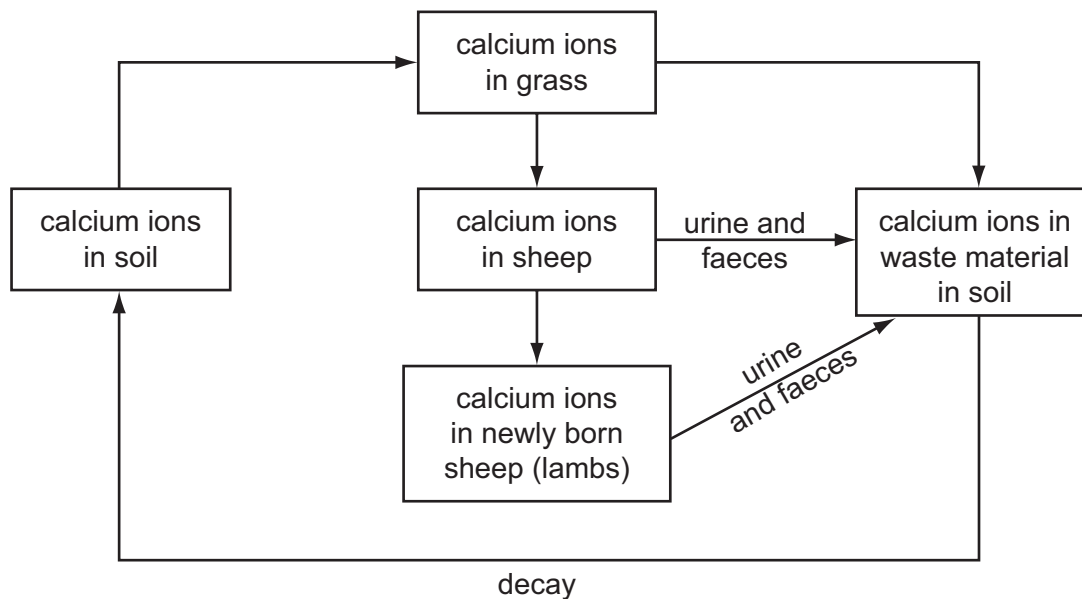 calcium ions
in grass
calcium ions
in soil
calcium ions
in sheep
urine and
faeces
calcium ions in
waste material
in soil
calcium ions
in newly born
sheep (lambs)
urine
and faeces
decay